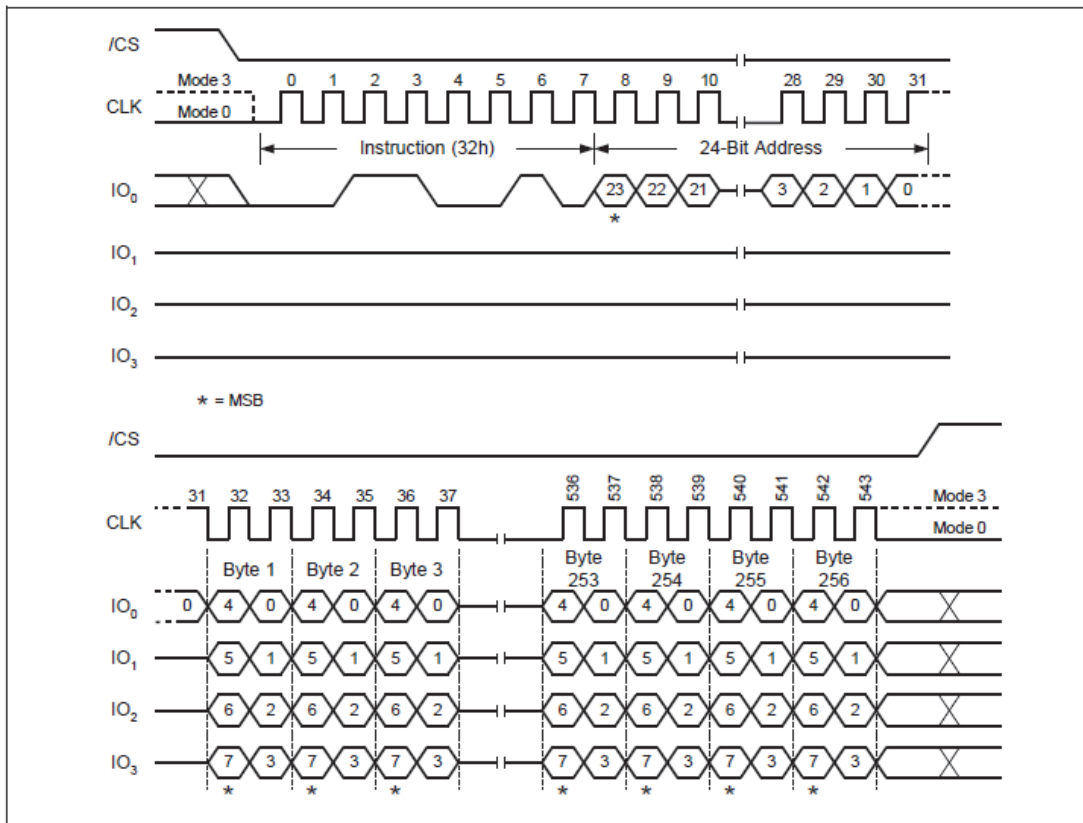 /CS
Mode 3 0 1 2 3 4 5 6 7 8 9 10 28 29 30 31
CLK Mode 0
Instruction (32h) 24-Bit Address
IO0 23 22 21 3 2 1 0
*
IO1
IO2
IO3
* = MSB
/CS
31 32 33 34 35 36 37 536 537 538 539 540 541 542 543 Mode 3
CLK Mode 0
Byte 1 Byte 2 Byte 3 Byte 253 Byte 254 Byte 255 Byte 256
IO0 0 4 0 4 0 4 0 4 0 4 0 4 0 4 0
IO1 5 1 5 1 5 1 5 1 5 1 5 1 5 1
IO2 6 2 6 2 6 2 6 2 6 2 6 2 6 2
IO3 7 3 7 3 7 3 7 3 7 3 7 3 7 3
* * * * * * *